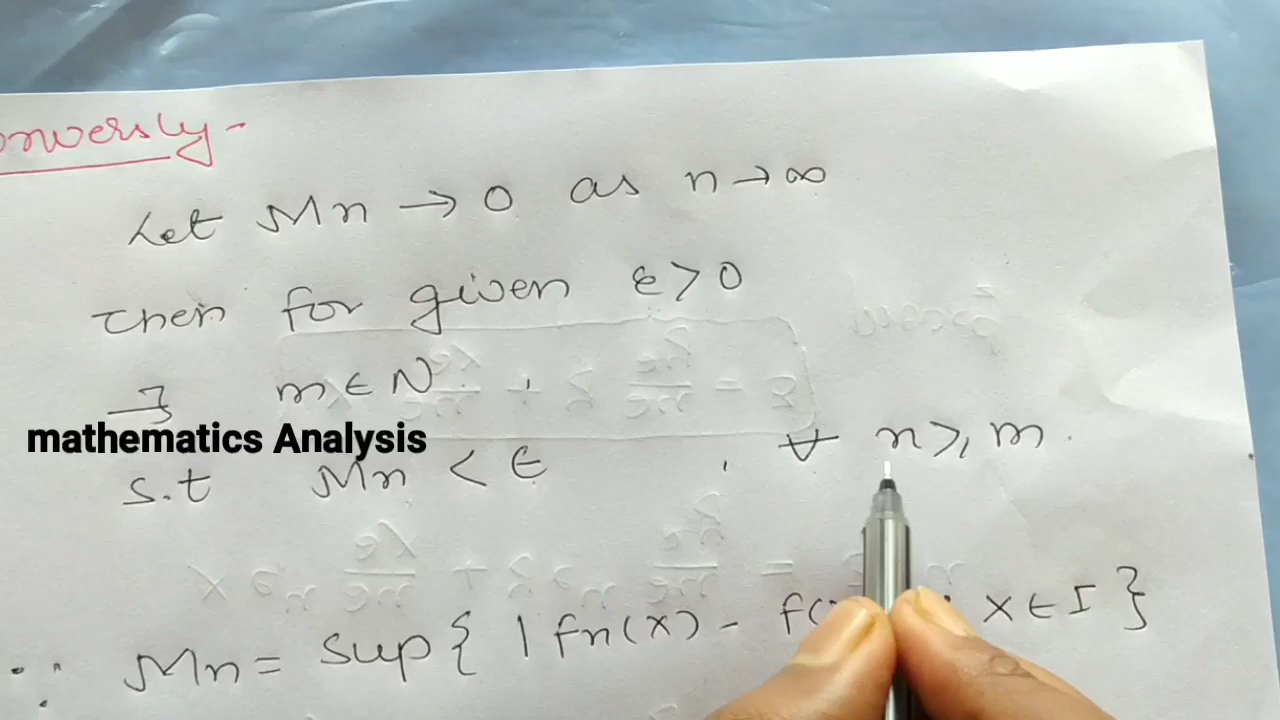 onversly-
Let Mn → 0 as n → ∞
then for given ε > 0
∃ m ∈ N
mathematics Analysis
s.t Mn < ∈ , ∀ n ≥ m.
∵ Mn = sup{ |fn(x) - f( x ∈ I }